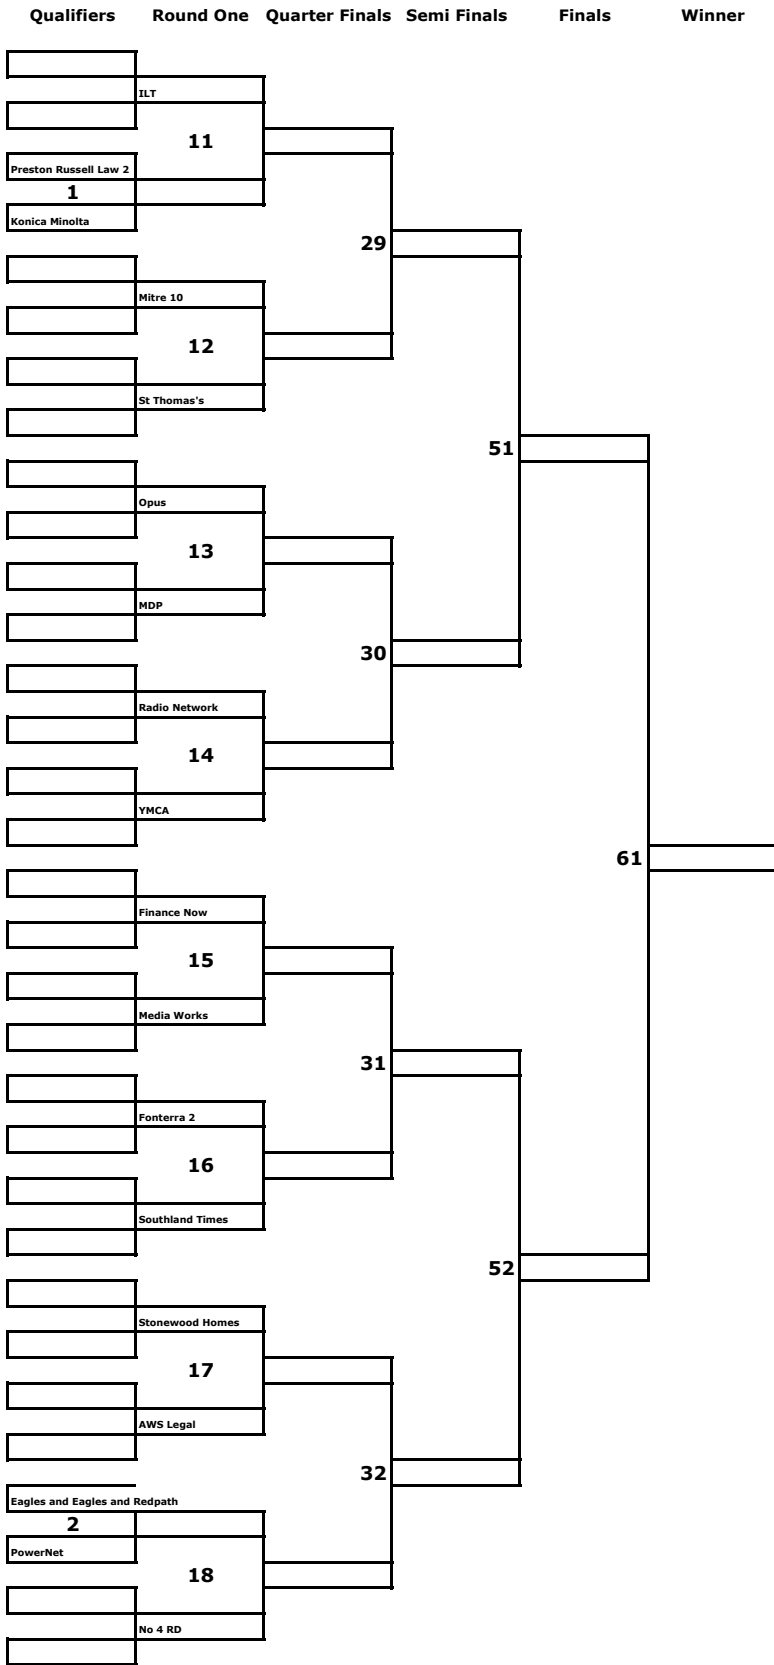 Qualifiers Round One Quarter Finals Semi Finals Finals Winner
ILT
11
Preston Russell Law 2
1
Konica Minolta
29
Mitre 10
12
St Thomas's
51
Opus
13
MDP
30
Radio Network
14
YMCA
61
Finance Now
15
Media Works
31
Fonterra 2
16
Southland Times
52
Stonewood Homes
17
AWS Legal
32
Eagles and Eagles and Redpath
2
PowerNet
18
No 4 RD